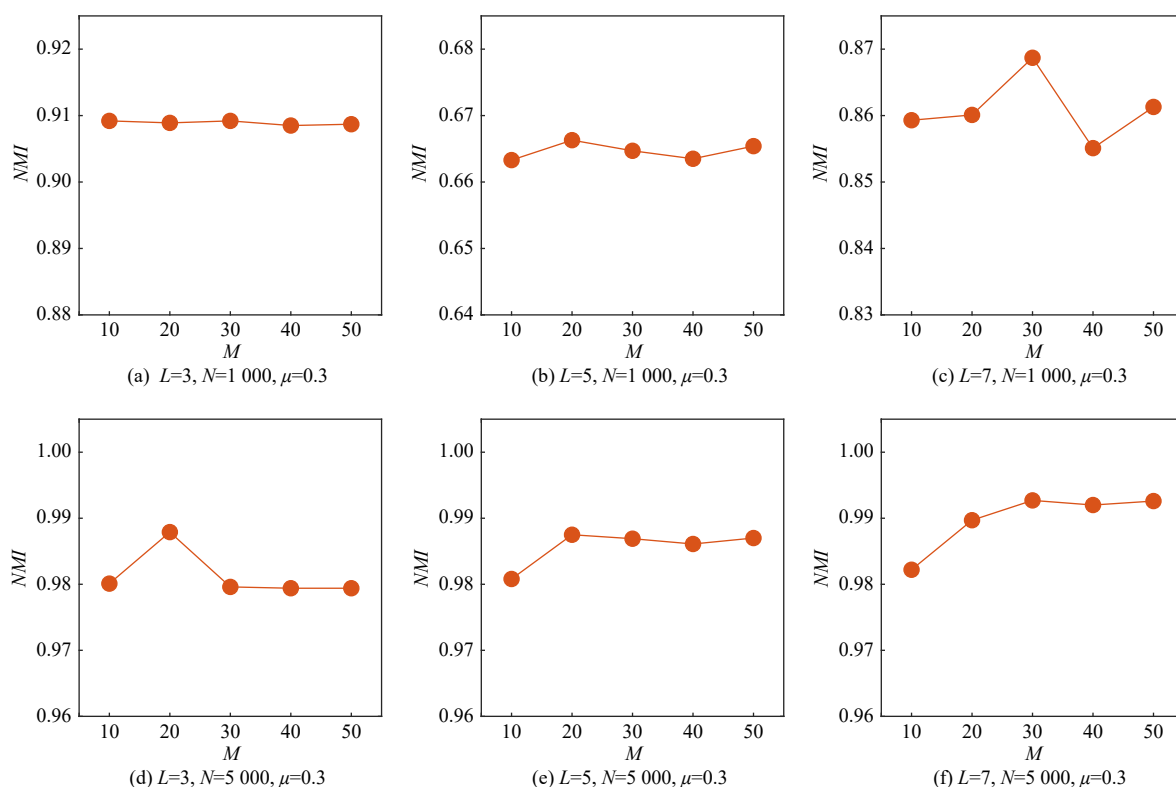 0.92
0.91
0.90
0.89
0.88
NMI
10 20 30 40 50
M
(a) L=3, N=1 000, μ=0.3
0.68
0.67
0.66
0.65
0.64
NMI
10 20 30 40 50
M
(b) L=5, N=1 000, μ=0.3
0.87
0.86
0.85
0.84
0.83
NMI
10 20 30 40 50
M
(c) L=7, N=1 000, μ=0.3
1.00
0.99
0.98
0.97
0.96
NMI
10 20 30 40 50
M
(d) L=3, N=5 000, μ=0.3
1.00
0.99
0.98
0.97
0.96
NMI
10 20 30 40 50
M
(e) L=5, N=5 000, μ=0.3
1.00
0.99
0.98
0.97
0.96
NMI
10 20 30 40 50
M
(f) L=7, N=5 000, μ=0.3